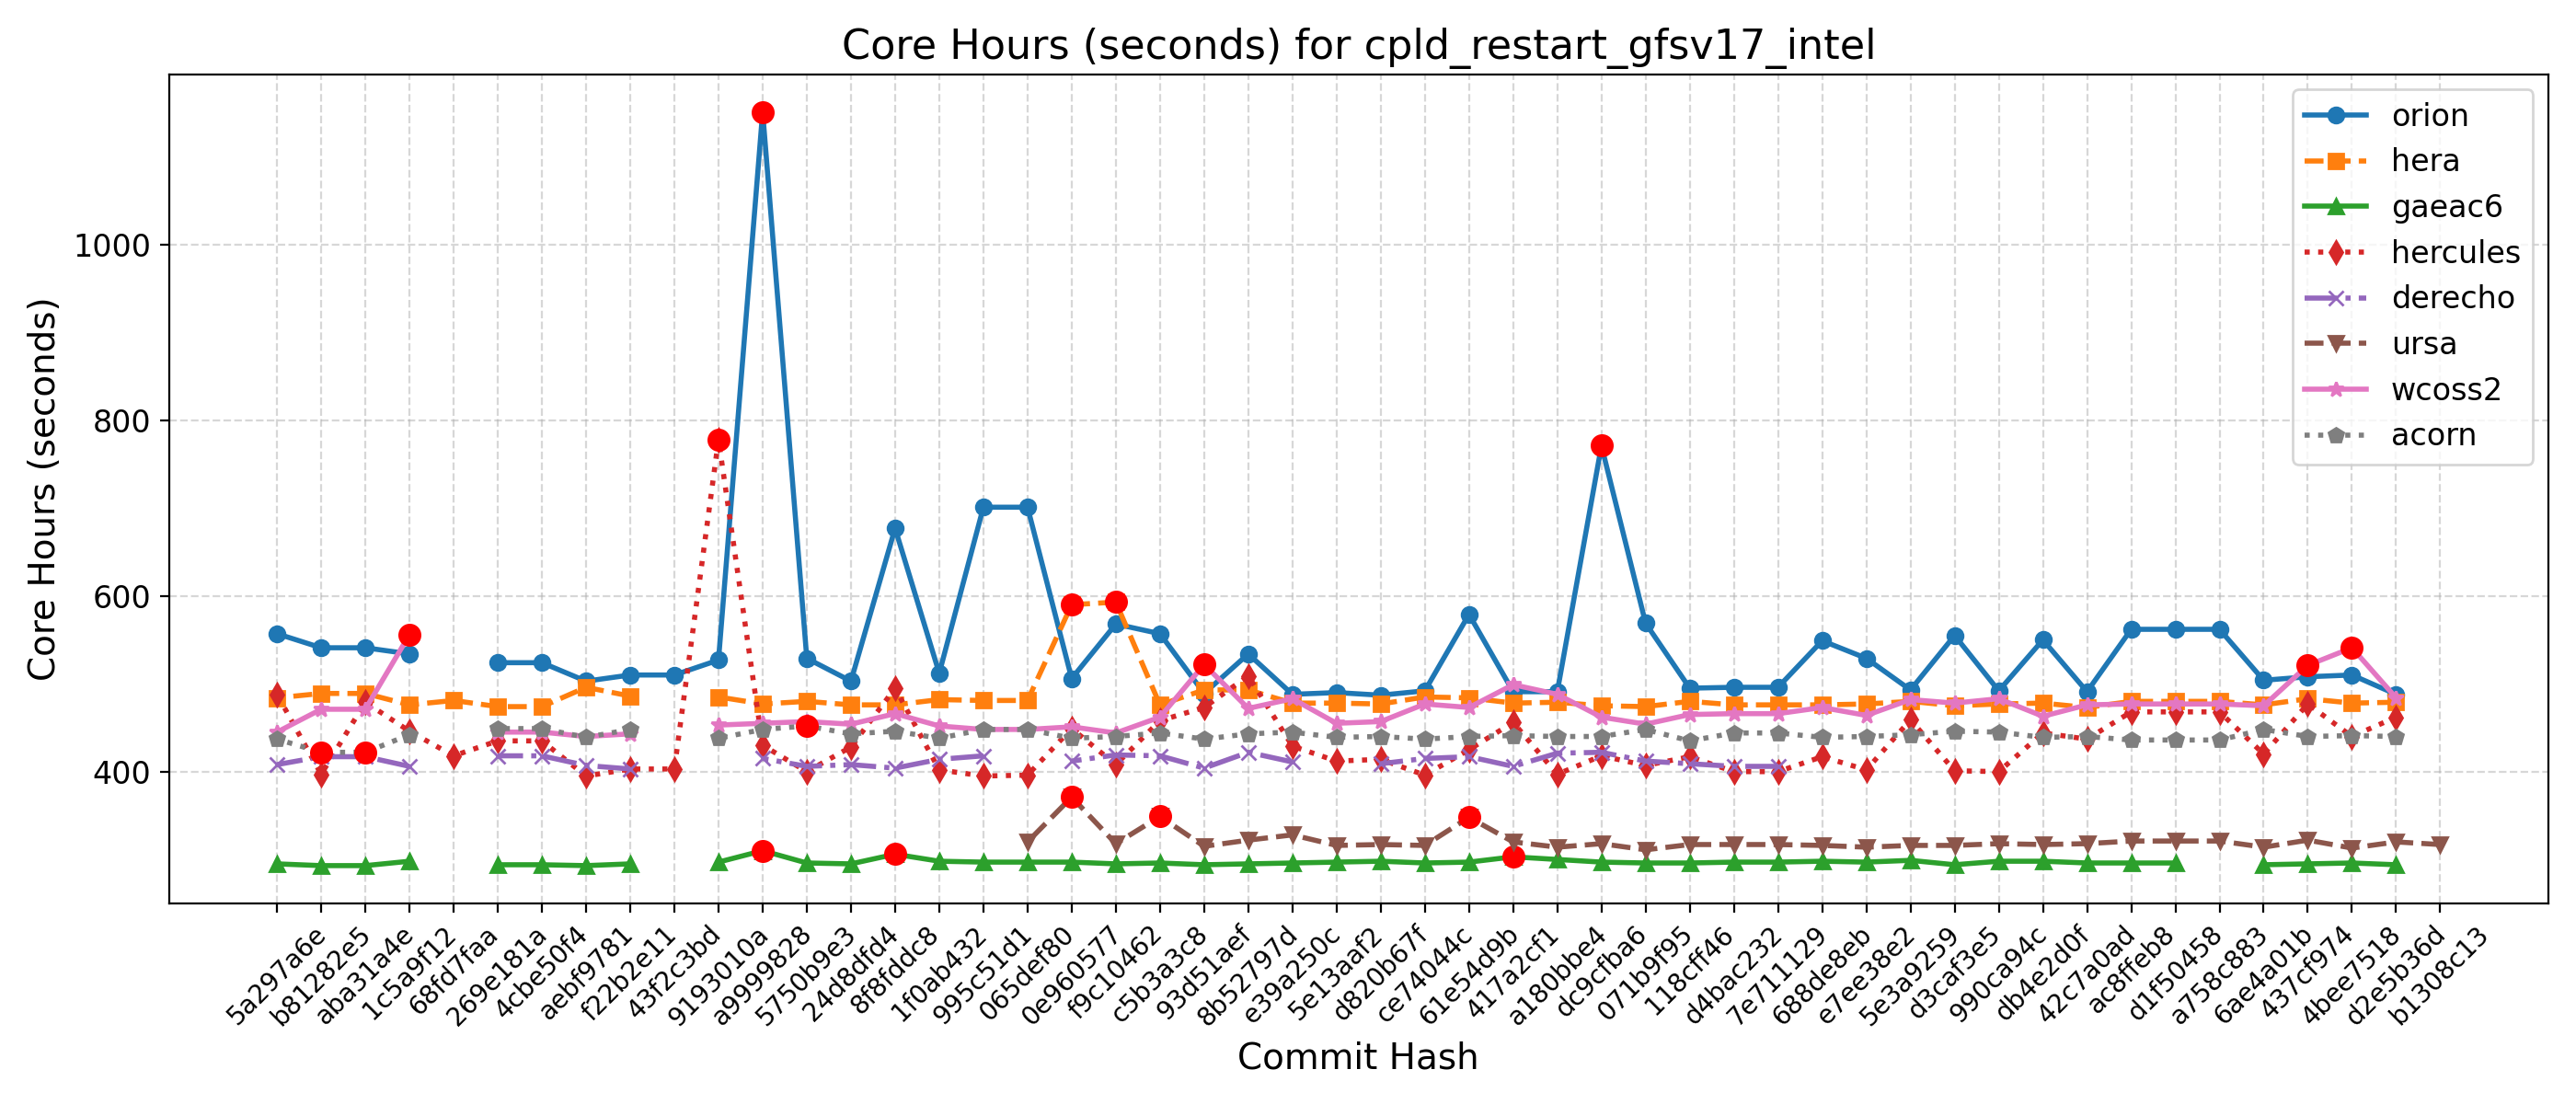 Core Hours (seconds) for cpld_restart_gfsv17_intel
Core Hours (seconds)
1000
800
600
400
orion
hera
gaeac6
hercules
derecho
ursa
wcoss2
acorn
5a297a6e
b81282e5
aba31a4e
1c5a9f12
68fd7faa
269e181a
4cbe50f4
aebf9781
f22b2e11
43f2c3bd
9193010a
a9999828
5750b9e3
24d8dfd4
8f8fddc8
1f0ab432
995c51d1
065def80
0e960577
f9c10462
c5b3a3c8
93d51aef
8b52797d
e39a250c
5e13aaf2
d820b67f
ce74044c
61e54d9b
417a2cf1
a180bbe4
dc9cfba6
071b9f95
118cff46
d4bac232
7e711129
688de8eb
e7ee38e2
5e3a9259
d3caf3e5
990ca94c
db4e2d0f
42c7a0ad
ac8ffeb8
d1f50458
a758c883
6ae4a01b
437cf974
4bee7518
d2e5b36d
b1308c13
Commit Hash